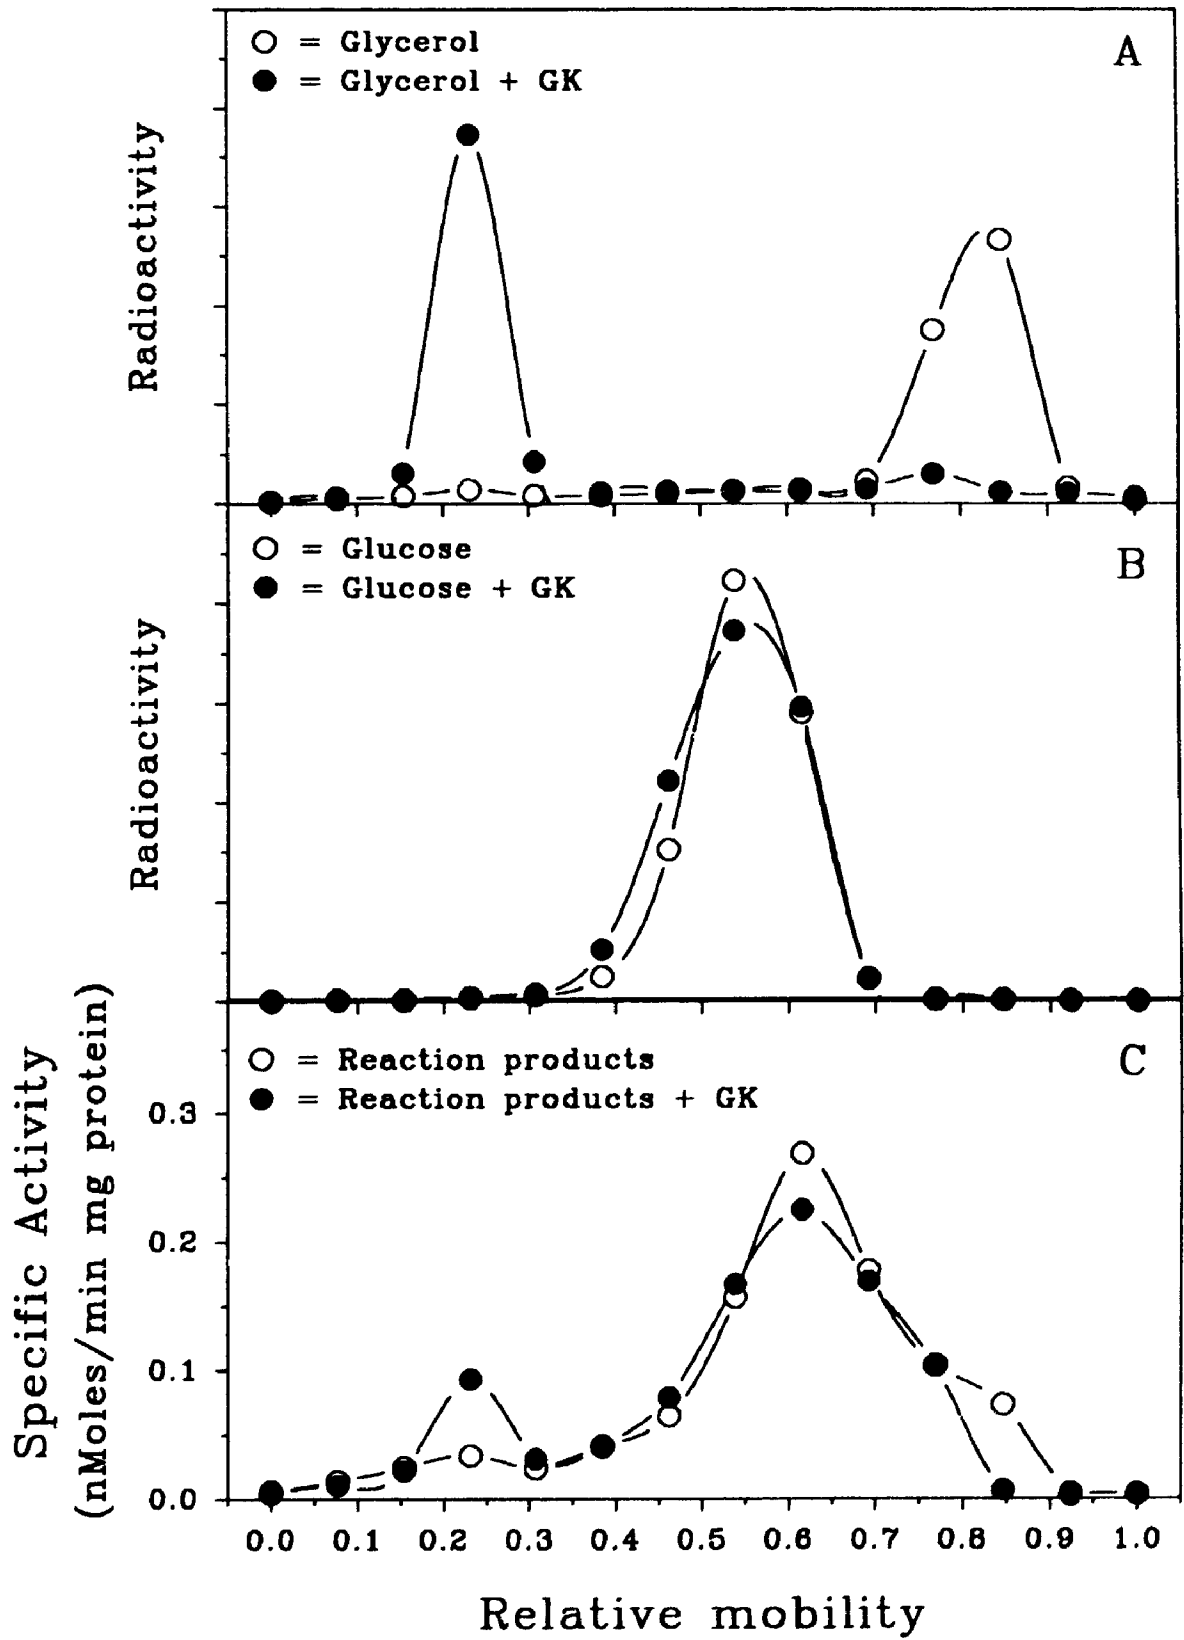 ○ = Glycerol
● = Glycerol + GK
A
Radioactivity
○ = Glucose
● = Glucose + GK
B
Radioactivity
○ = Reaction products
● = Reaction products + GK
C
Specific Activity
(nMoles/min mg protein)
0.3
0.2
0.1
0.0
0.0 0.1 0.2 0.3 0.4 0.5 0.6 0.7 0.8 0.9 1.0
Relative mobility